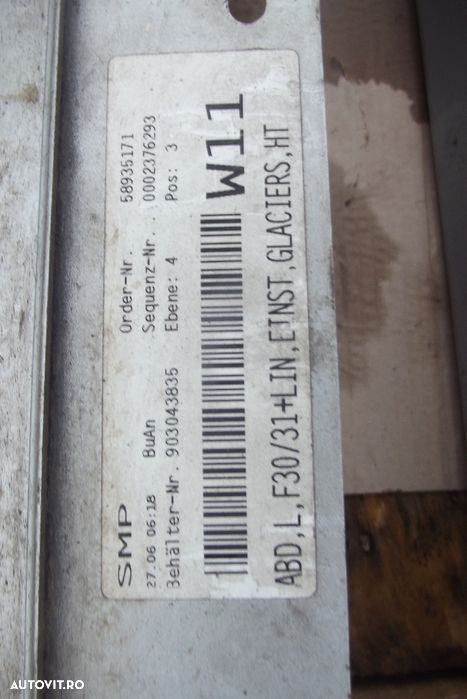 SMP
27.06 06:18 BuAn Order-Nr. 58935171
Behälter-Nr. 903043835 Sequenz-Nr.. 0002376293
Ebene: 4 Pos: 3
W11
ABD,L,F30/31+LIN,EINST,GLACIERS,HT
AUTOVIT.RO